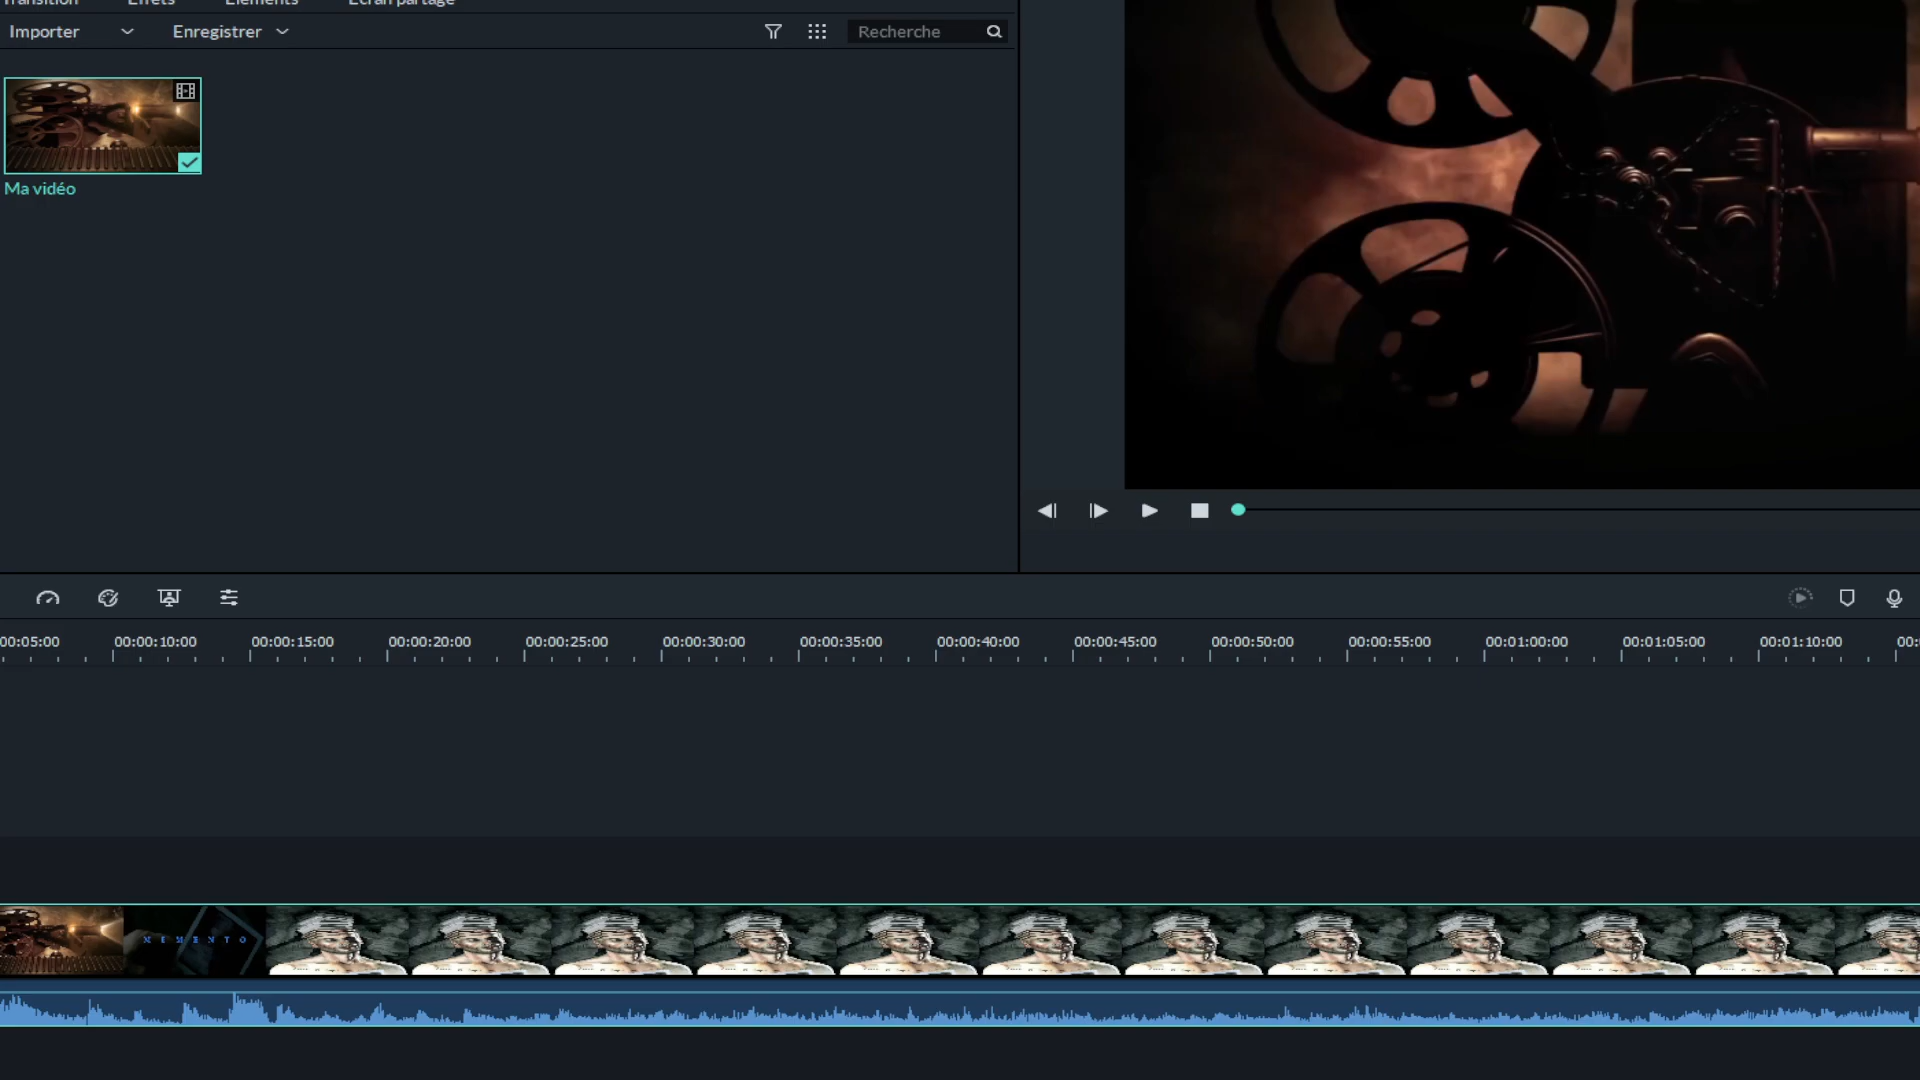 Transition Effets Éléments Écran partagé
Importer Enregistrer Recherche
Ma vidéo
00:05:00 00:00:10:00 00:00:15:00 00:00:20:00 00:00:25:00 00:00:30:00 00:00:35:00 00:00:40:00 00:00:45:00 00:00:50:00 00:00:55:00 00:01:00:00 00:01:05:00 00:01:10:00 00:
MEMENTO